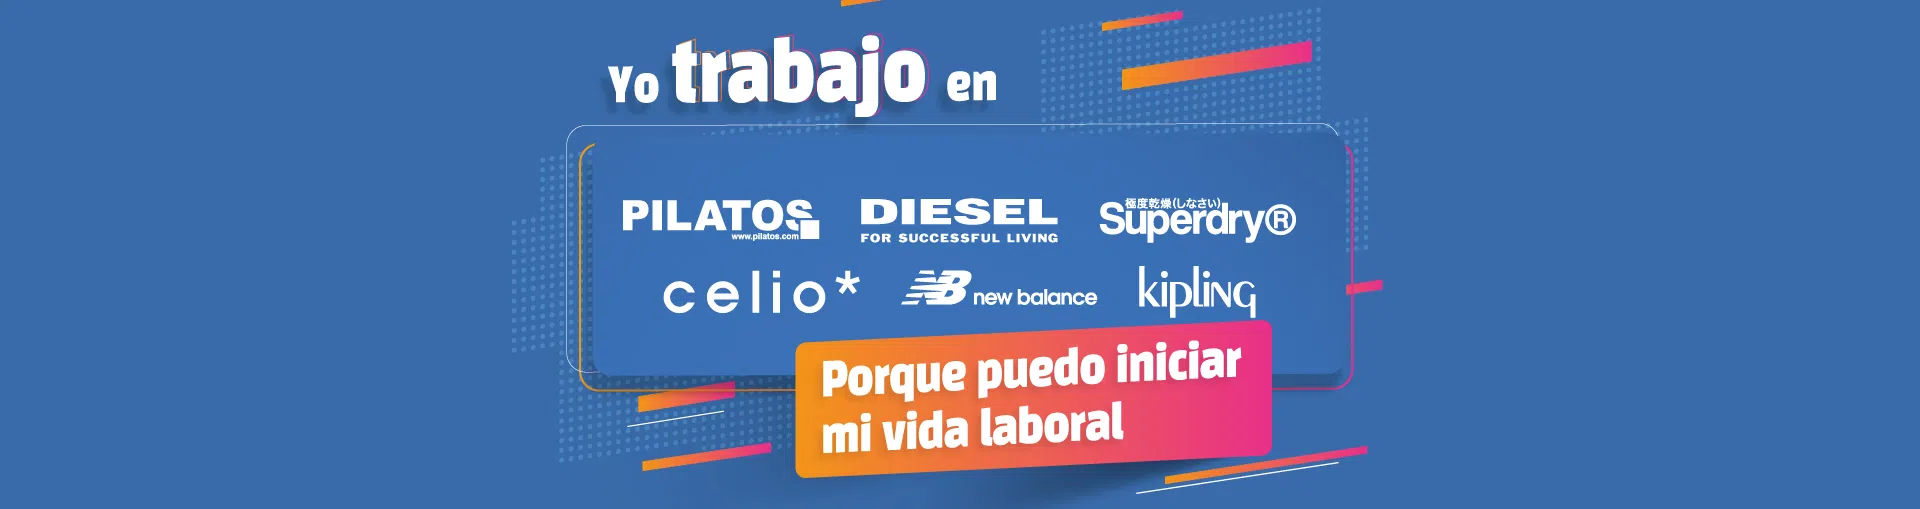 Yo trabajo en
PILATOS
www.pilatos.com
DIESEL
FOR SUCCESSFUL LIVING
極度乾燥(しなさい)
Superdry®
celio*
NB new balance
kipling
Porque puedo iniciar
mi vida laboral